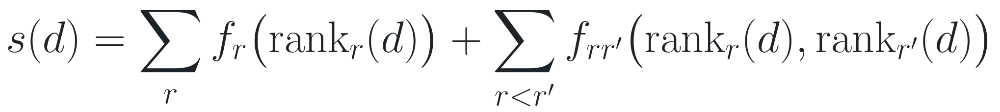 s(d) = ∑_r f_r(rank_r(d)) + ∑_{r<r′} f_{rr′}(rank_r(d), rank_{r′}(d))